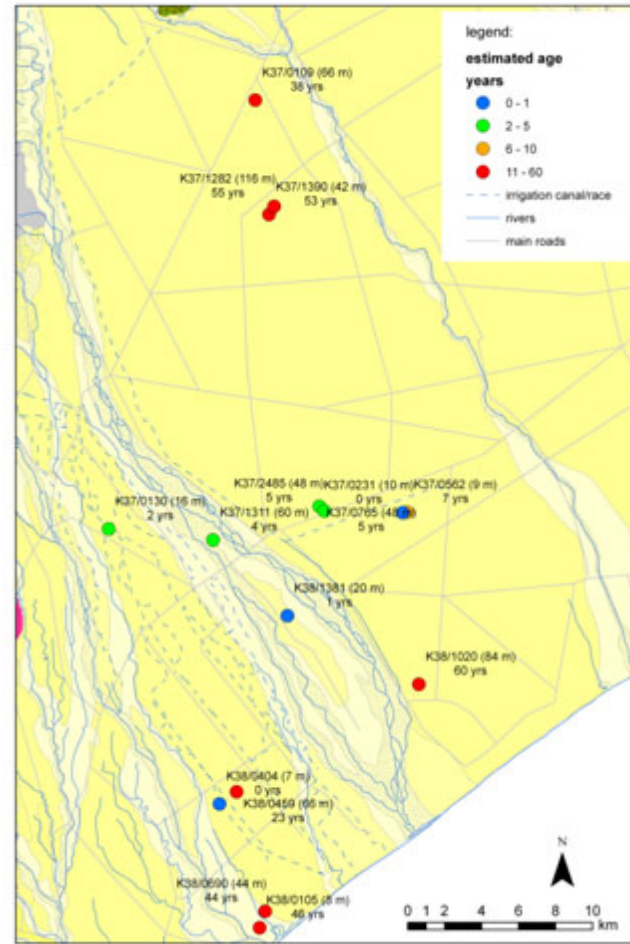 legend:
estimated age
years
0 - 1
2 - 5
6 - 10
11 - 60
irrigation canal/race
rivers
main roads
K37/0109 (66 m)
38 yrs
K37/1282 (116 m)
55 yrs
K37/1390 (42 m)
53 yrs
K37/2485 (48 m)
5 yrs
K37/0231 (10 m)
0 yrs
K37/0562 (9 m)
7 yrs
K37/0130 (16 m)
2 yrs
K37/1311 (60 m)
4 yrs
K37/0765 (48 m)
5 yrs
K38/1381 (20 m)
1 yrs
K38/1020 (84 m)
60 yrs
K38/0404 (7 m)
0 yrs
K38/0459 (66 m)
23 yrs
K38/0690 (44 m)
44 yrs
K38/0105 (8 m)
46 yrs
N
0 1 2 4 6 8 10
km